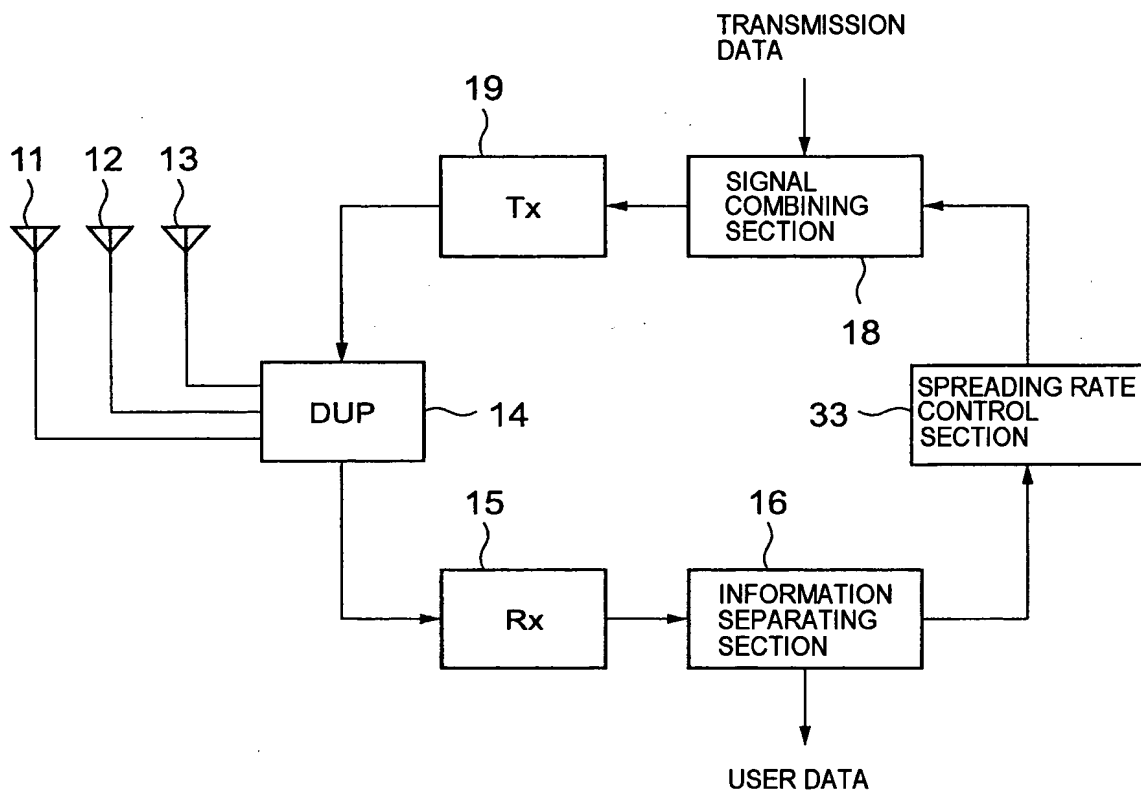 TRANSMISSION
DATA
19
11
12
13
Tx
SIGNAL
COMBINING
SECTION
18
DUP
14
33
SPREADING RATE
CONTROL
SECTION
15
16
Rx
INFORMATION
SEPARATING
SECTION
USER DATA